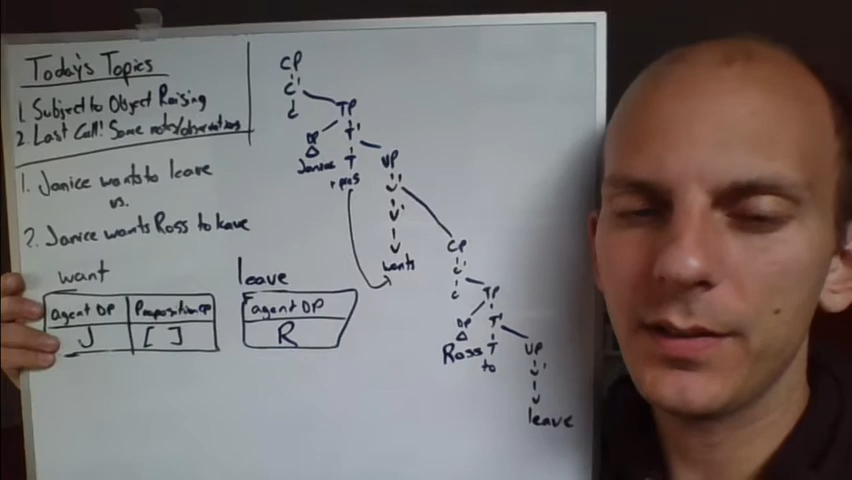 Today's Topics
1. Subject to Object Raising
2. Last Call! Some notes/observations
1. Janice wants to leave
vs.
2. Janice wants Ross to leave
want
agent DP Proposition CP
J [ ]
leave
agent DP
R
CP
C'
C TP
DP T'
Janice T VP
+pres V'
V'
V CP
wants C'
C TP
DP T'
Ross T VP
to V'
V
leave